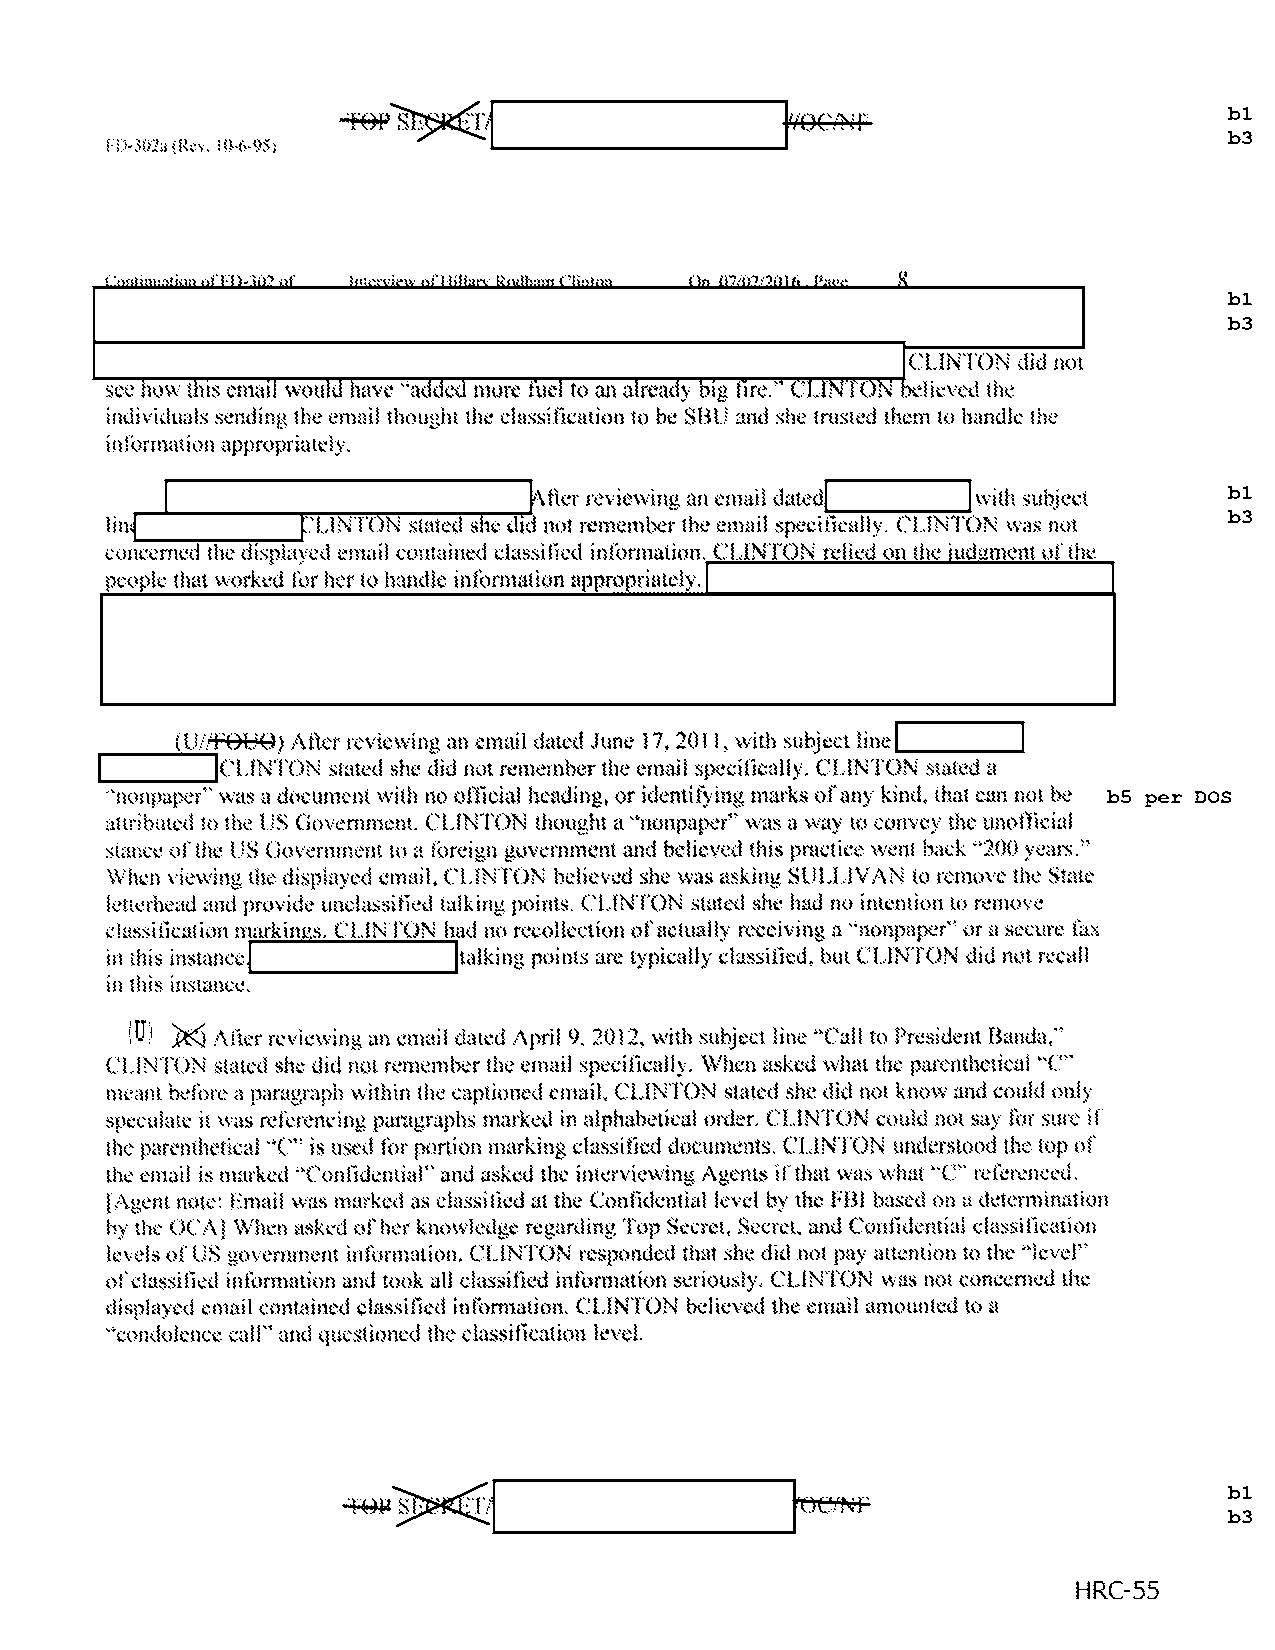 TOP SECRET/ //OC/NF b1
b3
FD-302a (Rev. 10-6-95)
Continuation of FD-302 of Interview of Hillary Rodham Clinton On 07/02/2016 , Page 8
b1
b3
CLINTON did not
see how this email would have “added more fuel to an already big fire.” CLINTON believed the
individuals sending the email thought the classification to be SBU and she trusted them to handle the
information appropriately.
After reviewing an email dated with subject b1
line CLINTON stated she did not remember the email specifically. CLINTON was not b3
concerned the displayed email contained classified information. CLINTON relied on the judgment of the
people that worked for her to handle information appropriately.
(U//FOUO) After reviewing an email dated June 17, 2011, with subject line
CLINTON stated she did not remember the email specifically. CLINTON stated a
“nonpaper” was a document with no official heading, or identifying marks of any kind, that can not be b5 per DOS
attributed to the US Government. CLINTON thought a “nonpaper” was a way to convey the unofficial
stance of the US Government to a foreign government and believed this practice went back “200 years.”
When viewing the displayed email, CLINTON believed she was asking SULLIVAN to remove the State
letterhead and provide unclassified talking points. CLINTON stated she had no intention to remove
classification markings. CLINTON had no recollection of actually receiving a “nonpaper” or a secure fax
in this instance. talking points are typically classified, but CLINTON did not recall
in this instance.
(U) After reviewing an email dated April 9, 2012, with subject line “Call to President Banda,”
CLINTON stated she did not remember the email specifically. When asked what the parenthetical “C”
meant before a paragraph within the captioned email, CLINTON stated she did not know and could only
speculate it was referencing paragraphs marked in alphabetical order. CLINTON could not say for sure if
the parenthetical “C” is used for portion marking classified documents. CLINTON understood the top of
the email is marked “Confidential” and asked the interviewing Agents if that was what “C” referenced.
[Agent note: Email was marked as classified at the Confidential level by the FBI based on a determination
by the OCA] When asked of her knowledge regarding Top Secret, Secret, and Confidential classification
levels of US government information, CLINTON responded that she did not pay attention to the “level”
of classified information and took all classified information seriously. CLINTON was not concerned the
displayed email contained classified information. CLINTON believed the email amounted to a
“condolence call” and questioned the classification level.
TOP SECRET/ /OC/NF b1
b3
HRC-55